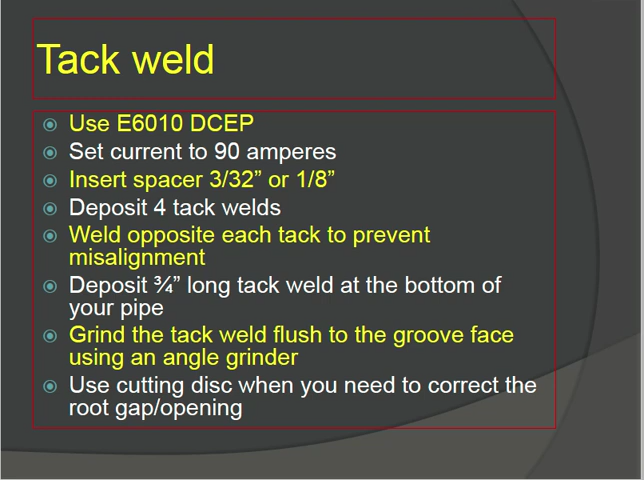 Tack weld
Use E6010 DCEP
Set current to 90 amperes
Insert spacer 3/32” or 1/8”
Deposit 4 tack welds
Weld opposite each tack to prevent
misalignment
Deposit ¾” long tack weld at the bottom of
your pipe
Grind the tack weld flush to the groove face
using an angle grinder
Use cutting disc when you need to correct the
root gap/opening